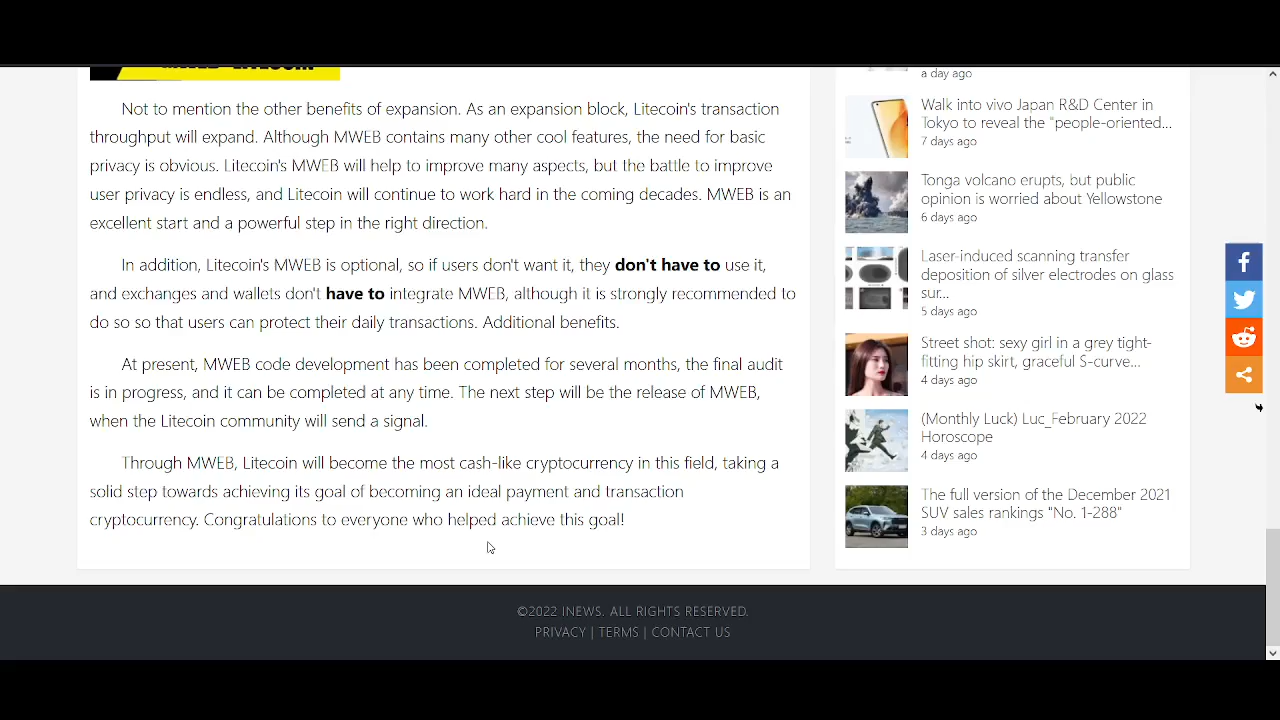 Not to mention the other benefits of expansion. As an expansion block, Litecoin's transaction
throughput will expand. Although MWEB contains many other cool features, the need for basic
privacy is obvious. Litecoin's MWEB will help to improve many aspects, but the battle to improve
user privacy is endless, and Litecoin will continue to work hard in the coming decades. MWEB is an
excellent start and a powerful step in the right direction.
In addition, Litecoin's MWEB is optional, so if users don't want it, they don't have to use it,
and exchanges and wallets don't have to integrate MWEB, although it is strongly recommended to
do so so that users can protect their daily transactions. Additional benefits.
At present, MWEB code development has been completed for several months, the final audit
is in progress, and it can be completed at any time. The next step will be the release of MWEB,
when the Litecoin community will send a signal.
Through MWEB, Litecoin will become the most cash-like cryptocurrency in this field, taking a
solid step towards achieving its goal of becoming an ideal payment and transaction
cryptocurrency. Congratulations to everyone who helped achieve this goal!
a day ago
Walk into vivo Japan R&D Center in
Tokyo to reveal the "people-oriented...
7 days ago
Tonga volcano erupts, but public
opinion is worried about Yellowstone
6 days ago
Laser-induced scanning transfer
deposition of silver electrodes on glass
sur...
5 days ago
Street shot: sexy girl in a grey tight-
fitting hip skirt, graceful S-curve...
4 days ago
(Monthly Luck) Luc_February 2022
Horoscope
4 days ago
The full version of the December 2021
SUV sales rankings "No. 1-288"
3 days ago
©2022 INEWS. ALL RIGHTS RESERVED.
PRIVACY | TERMS | CONTACT US